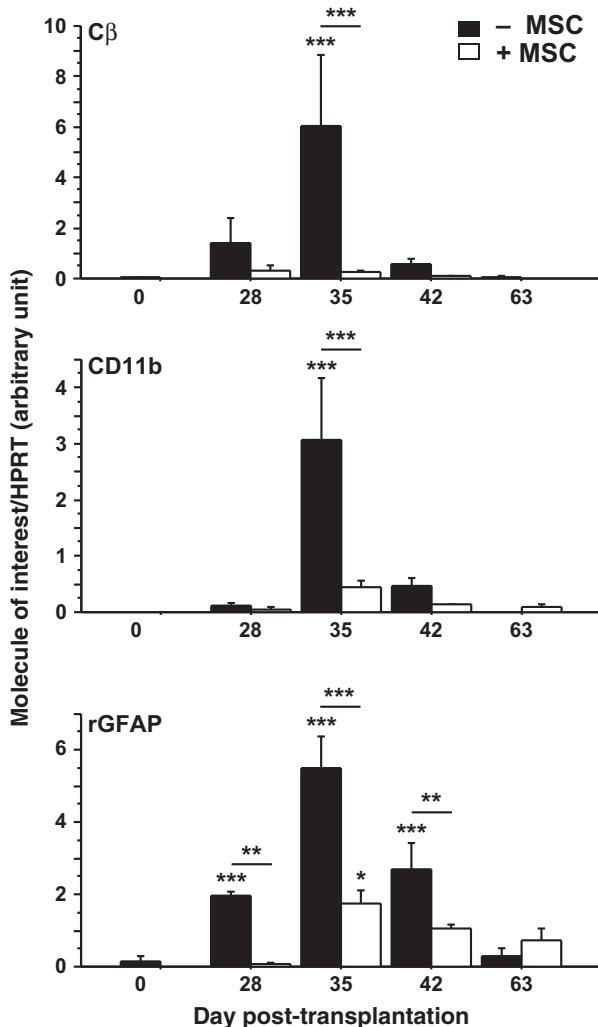 Cβ
– MSC
+ MSC
***
***
10
8
6
4
2
0
0 28 35 42 63
CD11b
***
***
4
3
2
1
0
0 28 35 42 63
rGFAP
***
***
**
***
**
***
*
6
4
2
0
0 28 35 42 63
Molecule of interest/HPRT (arbitrary unit)
Day post-transplantation